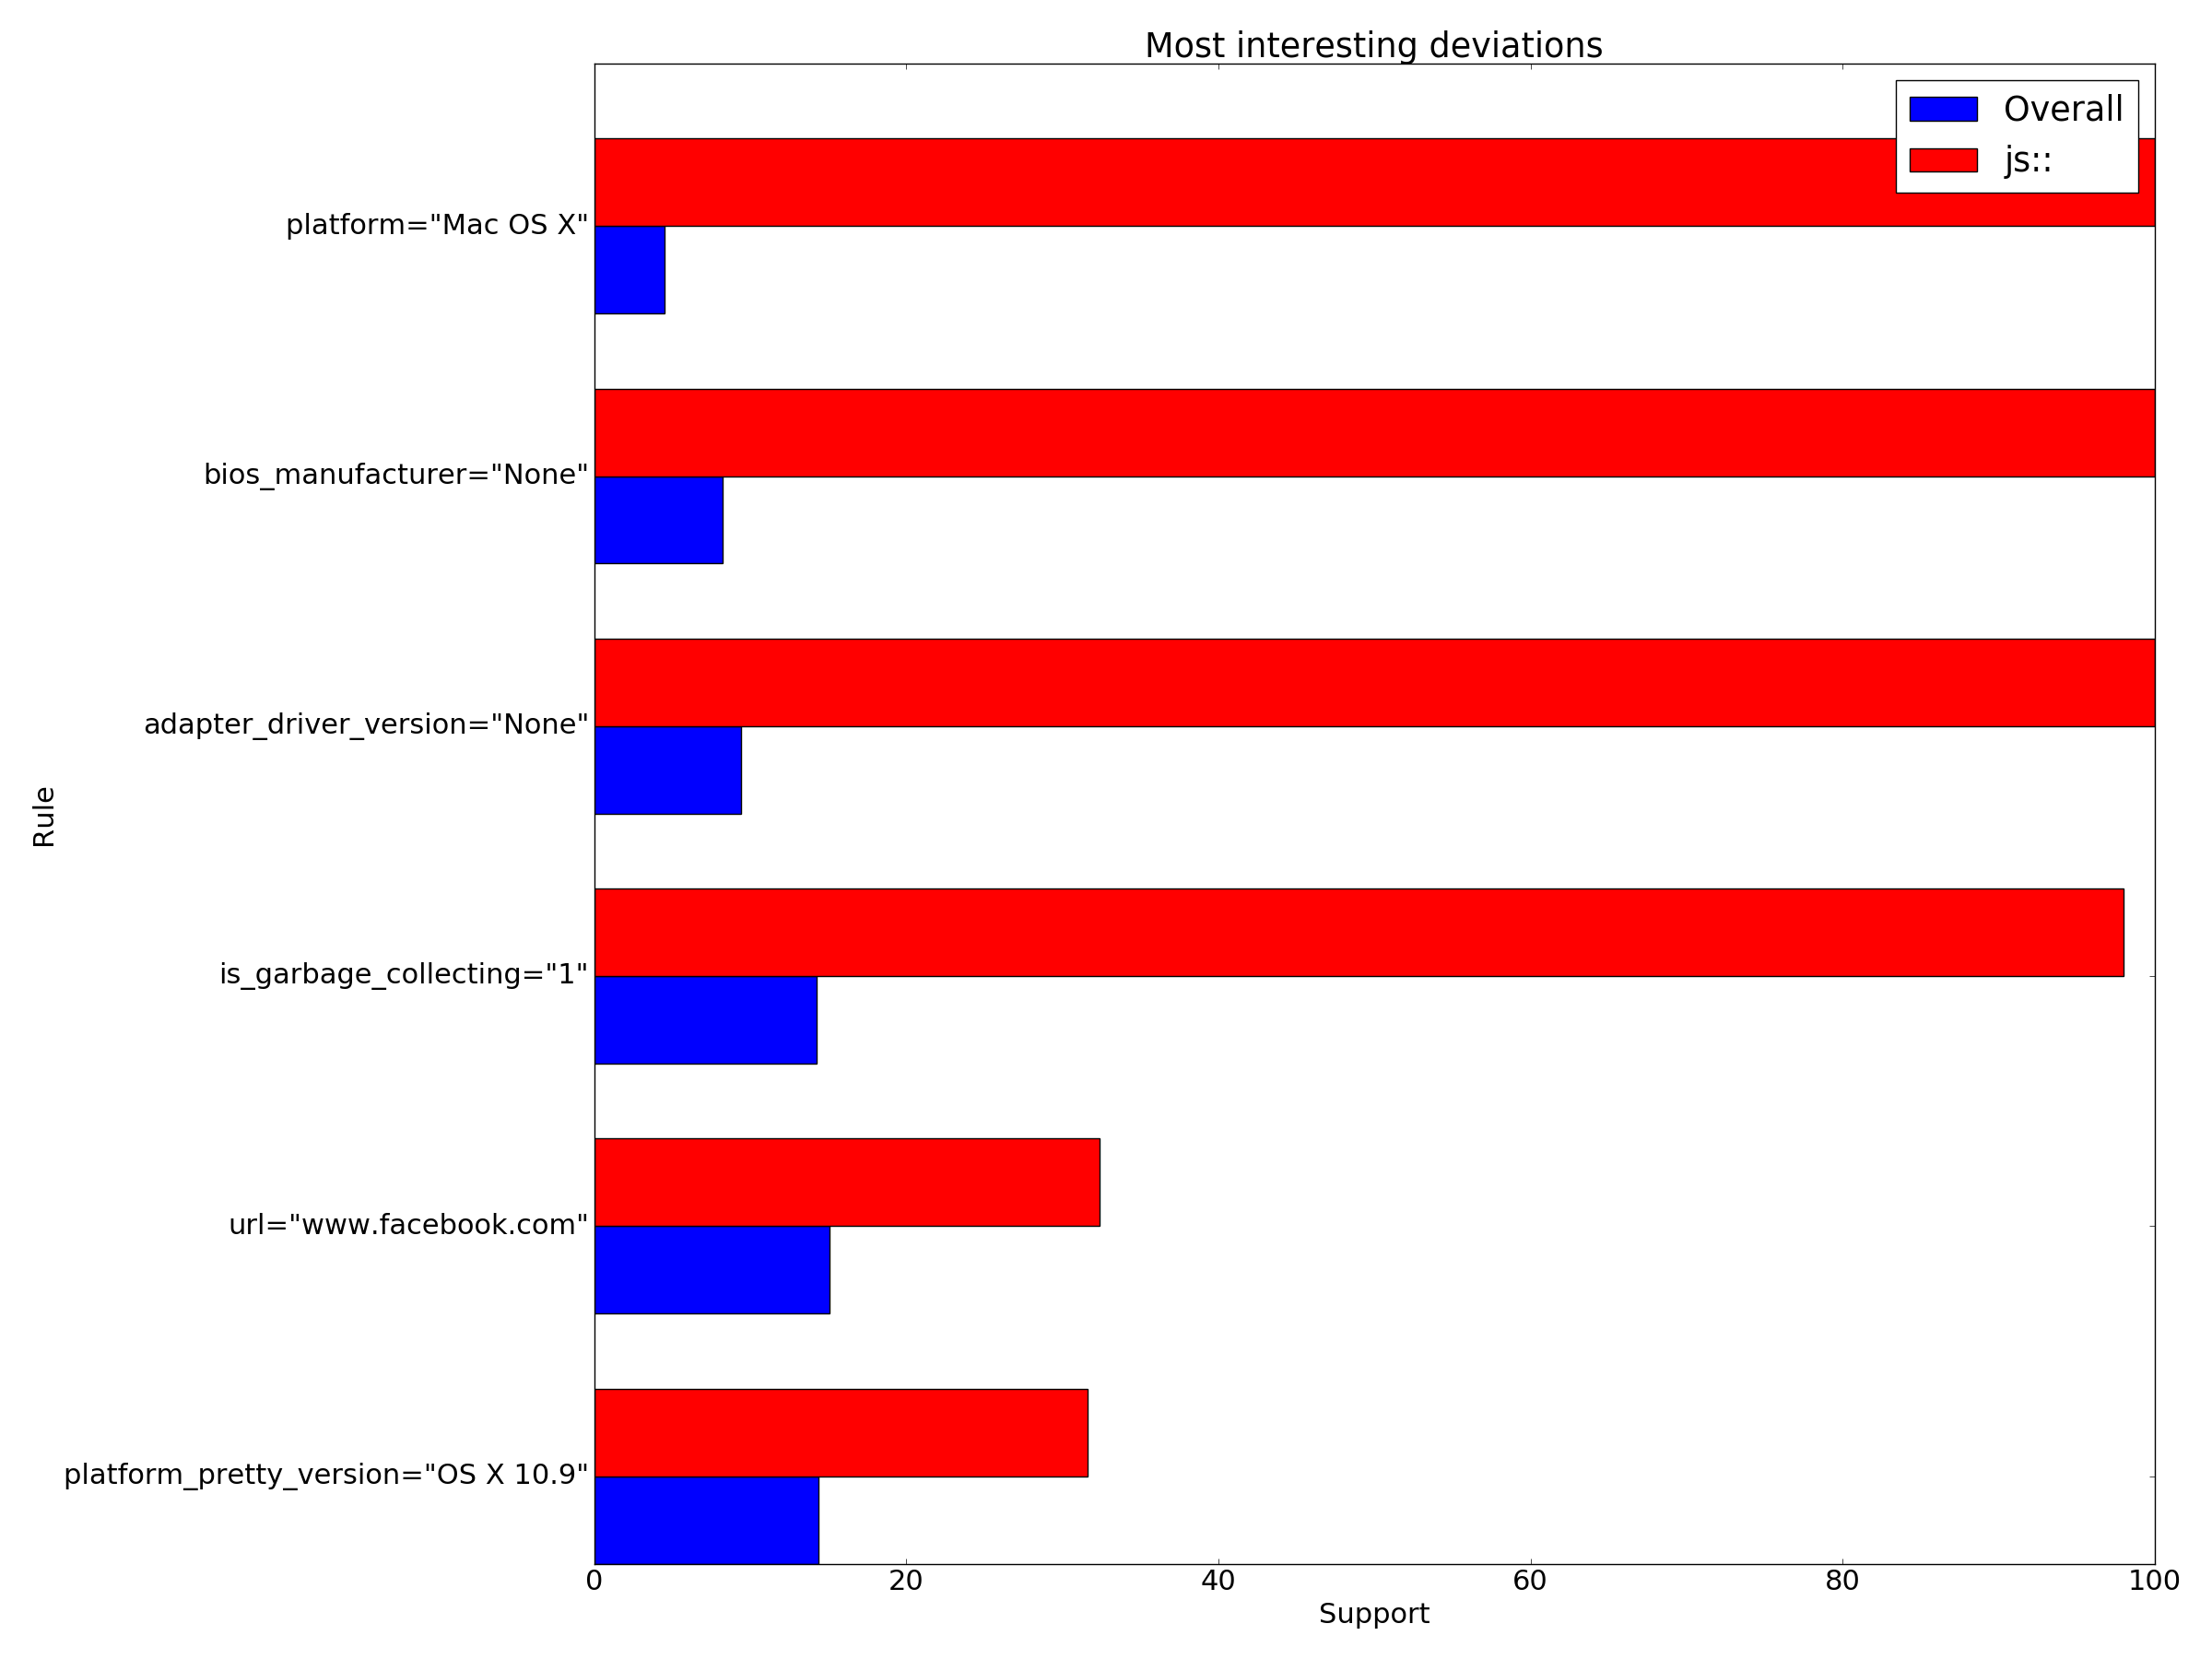 Most interesting deviations
Overall
js::
platform="Mac OS X"
bios_manufacturer="None"
adapter_driver_version="None"
is_garbage_collecting="1"
url="www.facebook.com"
platform_pretty_version="OS X 10.9"
Rule
0 20 40 60 80 100
Support